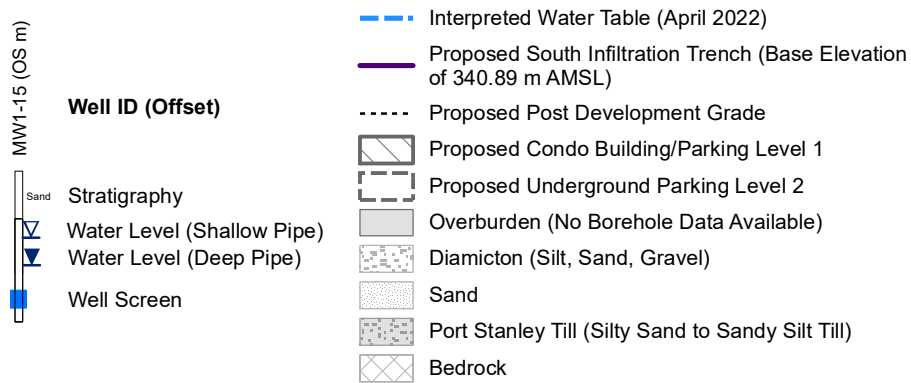 MW1-15 (OS m)
Well ID (Offset)
Sand
Stratigraphy
Water Level (Shallow Pipe)
Water Level (Deep Pipe)
Well Screen
Interpreted Water Table (April 2022)
Proposed South Infiltration Trench (Base Elevation
of 340.89 m AMSL)
Proposed Post Development Grade
Proposed Condo Building/Parking Level 1
Proposed Underground Parking Level 2
Overburden (No Borehole Data Available)
Diamicton (Silt, Sand, Gravel)
Sand
Port Stanley Till (Silty Sand to Sandy Silt Till)
Bedrock